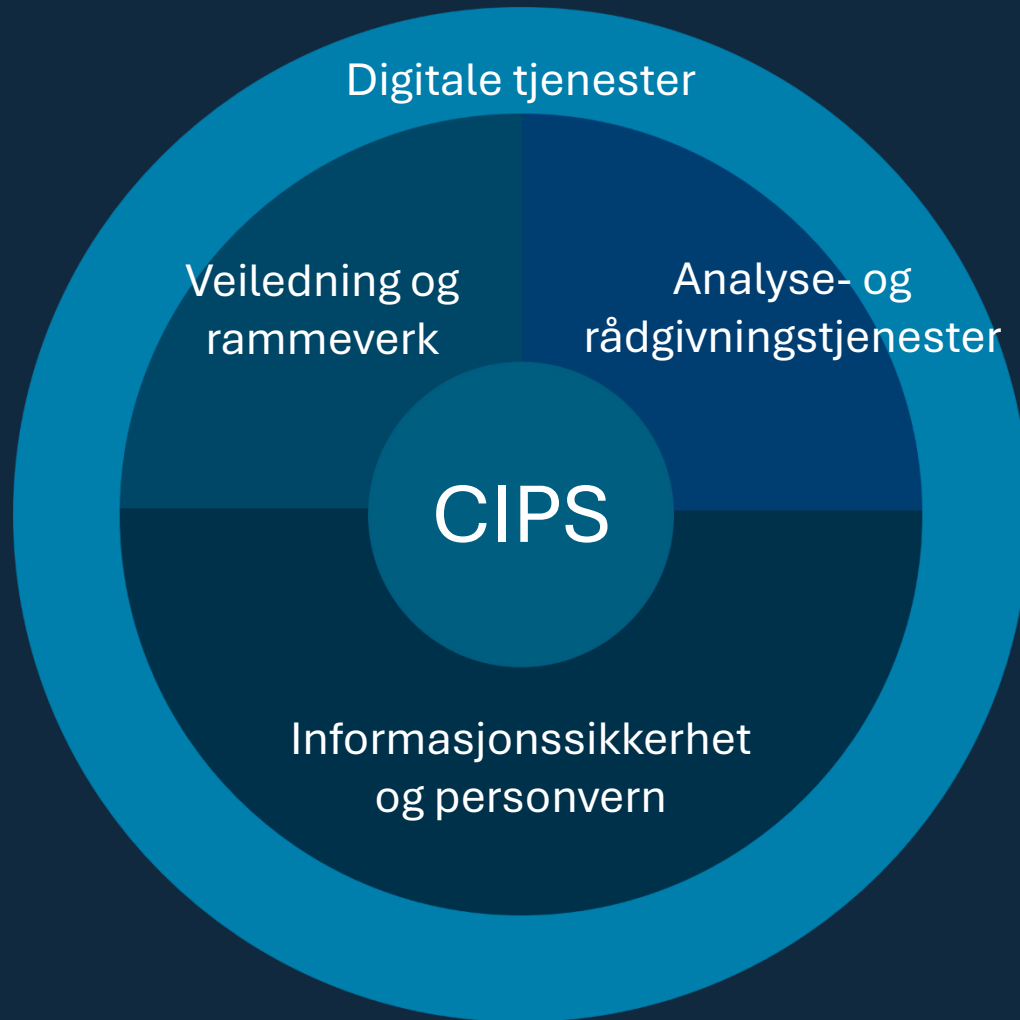 Digitale tjenester
Veiledning og
rammeverk
Analyse- og
rådgivningstjenester
CIPS
Informasjonssikkerhet
og personvern